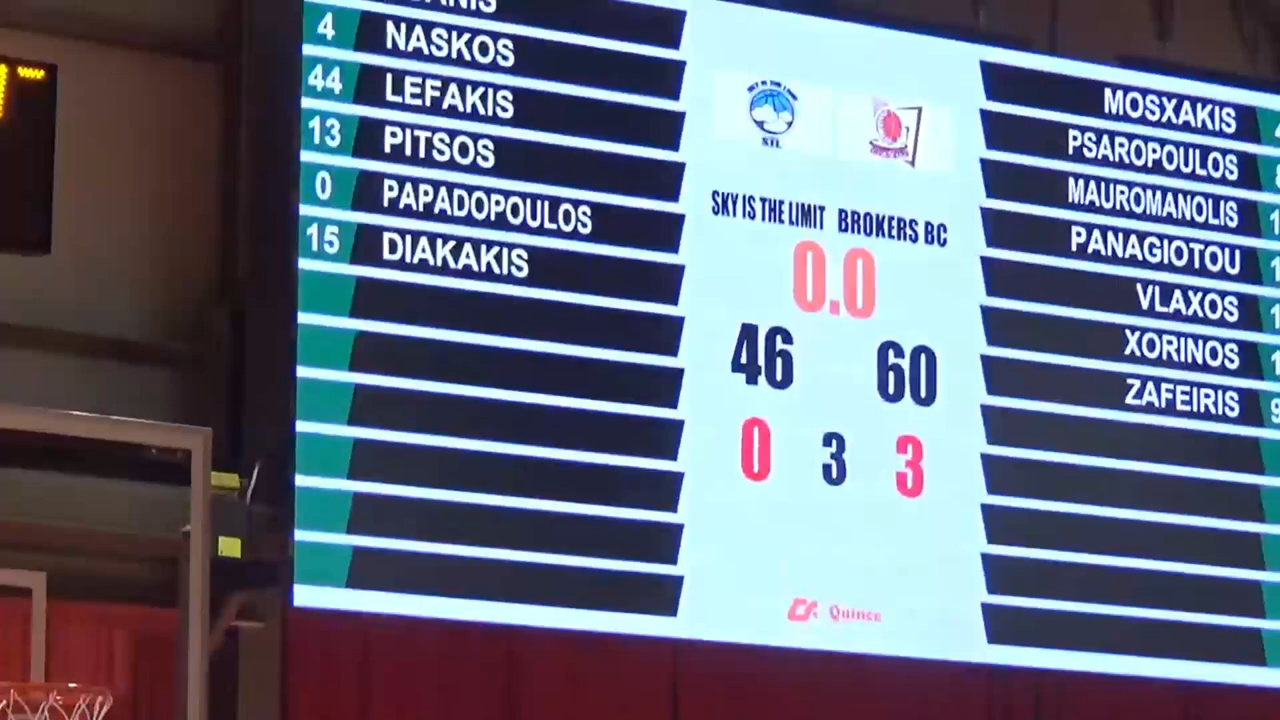 4 NASKOS
44 LEFAKIS
13 PITSOS
0 PAPADOPOULOS
15 DIAKAKIS
STL
SKY IS THE LIMIT BROKERS BC
0.0
46 60
0 3 3
Quince
MOSXAKIS
PSAROPOULOS
MAUROMANOLIS
PANAGIOTOU
VLAXOS
XORINOS
ZAFEIRIS